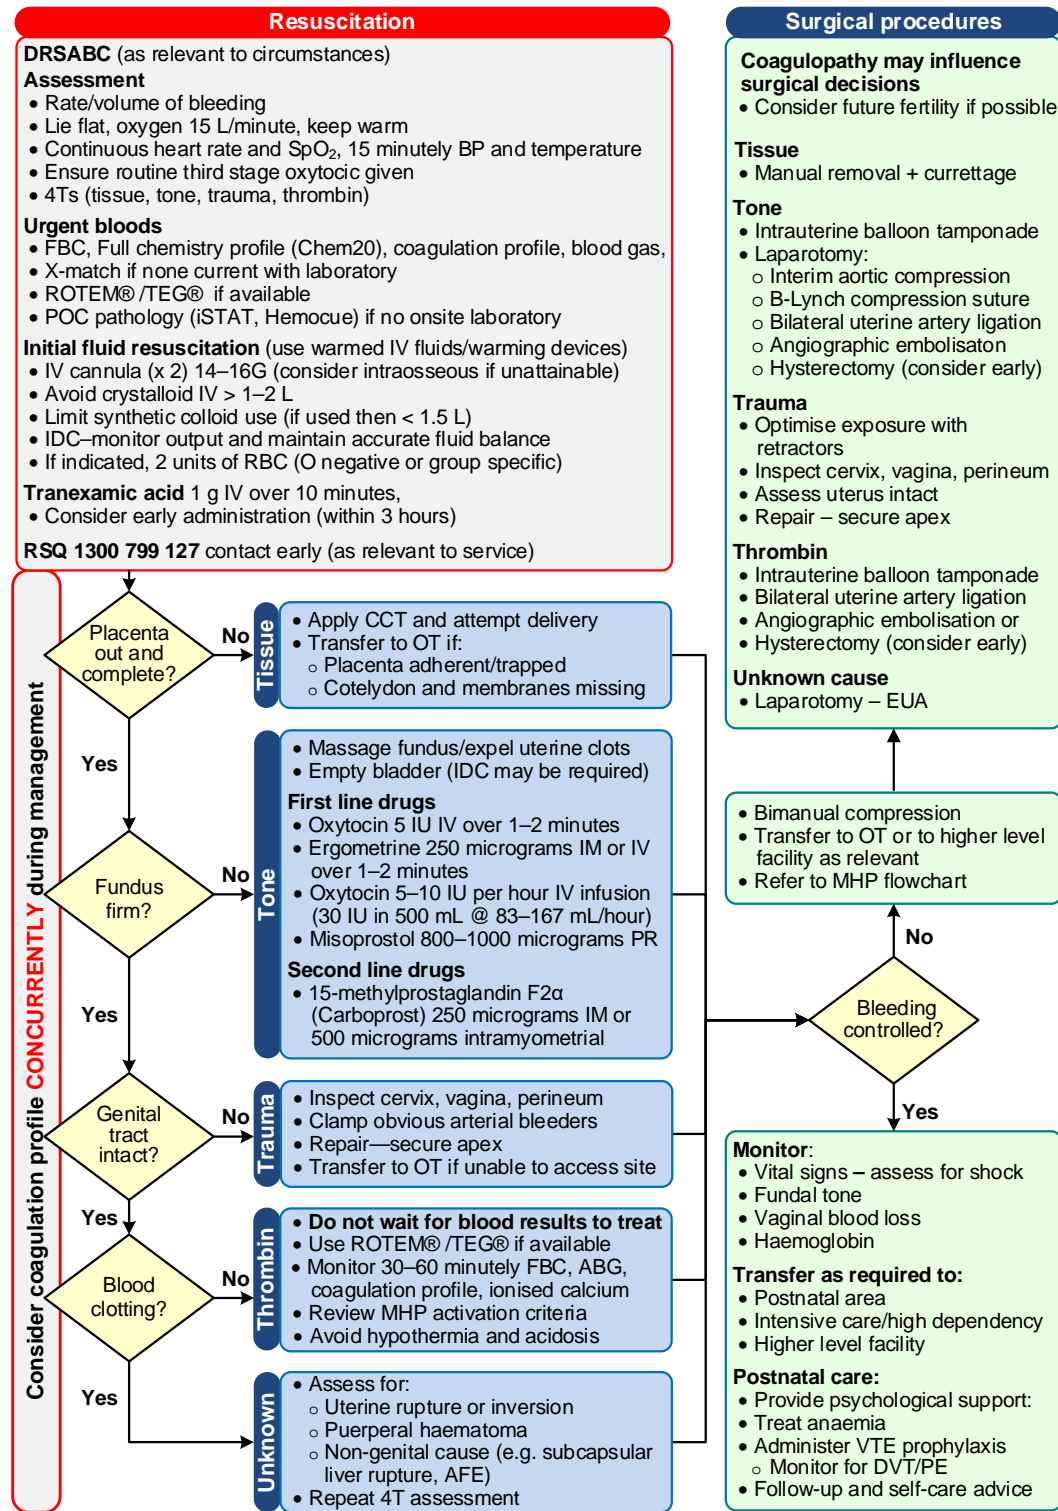 Resuscitation
DRSABC (as relevant to circumstances)
Assessment
• Rate/volume of bleeding
• Lie flat, oxygen 15 L/minute, keep warm
• Continuous heart rate and SpO₂, 15 minutely BP and temperature
• Ensure routine third stage oxytocic given
• 4Ts (tissue, tone, trauma, thrombin)
Urgent bloods
• FBC, Full chemistry profile (Chem20), coagulation profile, blood gas,
• X-match if none current with laboratory
• ROTEM® /TEG® if available
• POC pathology (iSTAT, Hemocue) if no onsite laboratory
Initial fluid resuscitation (use warmed IV fluids/warming devices)
• IV cannula (x 2) 14–16G (consider intraosseous if unattainable)
• Avoid crystalloid IV > 1–2 L
• Limit synthetic colloid use (if used then < 1.5 L)
• IDC–monitor output and maintain accurate fluid balance
• If indicated, 2 units of RBC (O negative or group specific)
Tranexamic acid 1 g IV over 10 minutes,
• Consider early administration (within 3 hours)
RSQ 1300 799 127 contact early (as relevant to service)
Consider coagulation profile CONCURRENTLY during management
Placenta
out and
complete?
No
Yes
Tissue
• Apply CCT and attempt delivery
• Transfer to OT if:
o Placenta adherent/trapped
o Cotelydon and membranes missing
Fundus
firm?
No
Yes
Tone
• Massage fundus/expel uterine clots
• Empty bladder (IDC may be required)
First line drugs
• Oxytocin 5 IU IV over 1–2 minutes
• Ergometrine 250 micrograms IM or IV
over 1–2 minutes
• Oxytocin 5–10 IU per hour IV infusion
(30 IU in 500 mL @ 83–167 mL/hour)
• Misoprostol 800–1000 micrograms PR
Second line drugs
• 15-methylprostaglandin F2α
(Carboprost) 250 micrograms IM or
500 micrograms intramyometrial
Genital
tract
intact?
No
Yes
Trauma
• Inspect cervix, vagina, perineum
• Clamp obvious arterial bleeders
• Repair—secure apex
• Transfer to OT if unable to access site
Blood
clotting?
No
Yes
Thrombin
• Do not wait for blood results to treat
• Use ROTEM® /TEG® if available
• Monitor 30–60 minutely FBC, ABG,
coagulation profile, ionised calcium
• Review MHP activation criteria
• Avoid hypothermia and acidosis
Unknown
• Assess for:
o Uterine rupture or inversion
o Puerperal haematoma
o Non-genital cause (e.g. subcapsular
liver rupture, AFE)
• Repeat 4T assessment
Surgical procedures
Coagulopathy may influence
surgical decisions
• Consider future fertility if possible
Tissue
• Manual removal + currettage
Tone
• Intrauterine balloon tamponade
• Laparotomy:
o Interim aortic compression
o B-Lynch compression suture
o Bilateral uterine artery ligation
o Angiographic embolisaton
o Hysterectomy (consider early)
Trauma
• Optimise exposure with
retractors
• Inspect cervix, vagina, perineum
• Assess uterus intact
• Repair – secure apex
Thrombin
• Intrauterine balloon tamponade
• Bilateral uterine artery ligation
• Angiographic embolisation or
• Hysterectomy (consider early)
Unknown cause
• Laparotomy – EUA
• Bimanual compression
• Transfer to OT or to higher level
facility as relevant
• Refer to MHP flowchart
No
Bleeding
controlled?
Yes
Monitor:
• Vital signs – assess for shock
• Fundal tone
• Vaginal blood loss
• Haemoglobin
Transfer as required to:
• Postnatal area
• Intensive care/high dependency
• Higher level facility
Postnatal care:
• Provide psychological support:
• Treat anaemia
• Administer VTE prophylaxis
o Monitor for DVT/PE
• Follow-up and self-care advice